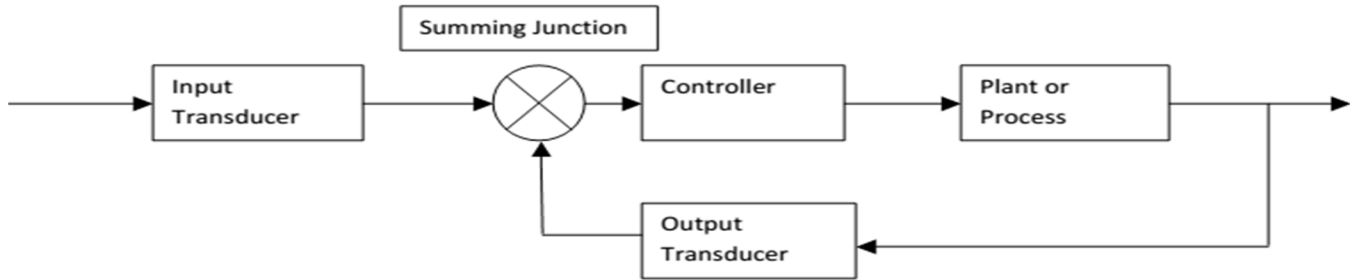 Summing Junction
Input
Transducer
Controller
Plant or
Process
Output
Transducer